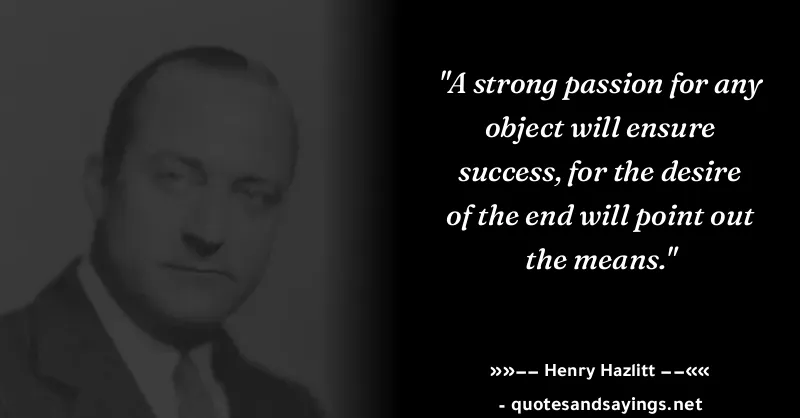 "A strong passion for any
object will ensure
success, for the desire
of the end will point out
the means."
»»–– Henry Hazlitt ––««
- quotesandsayings.net